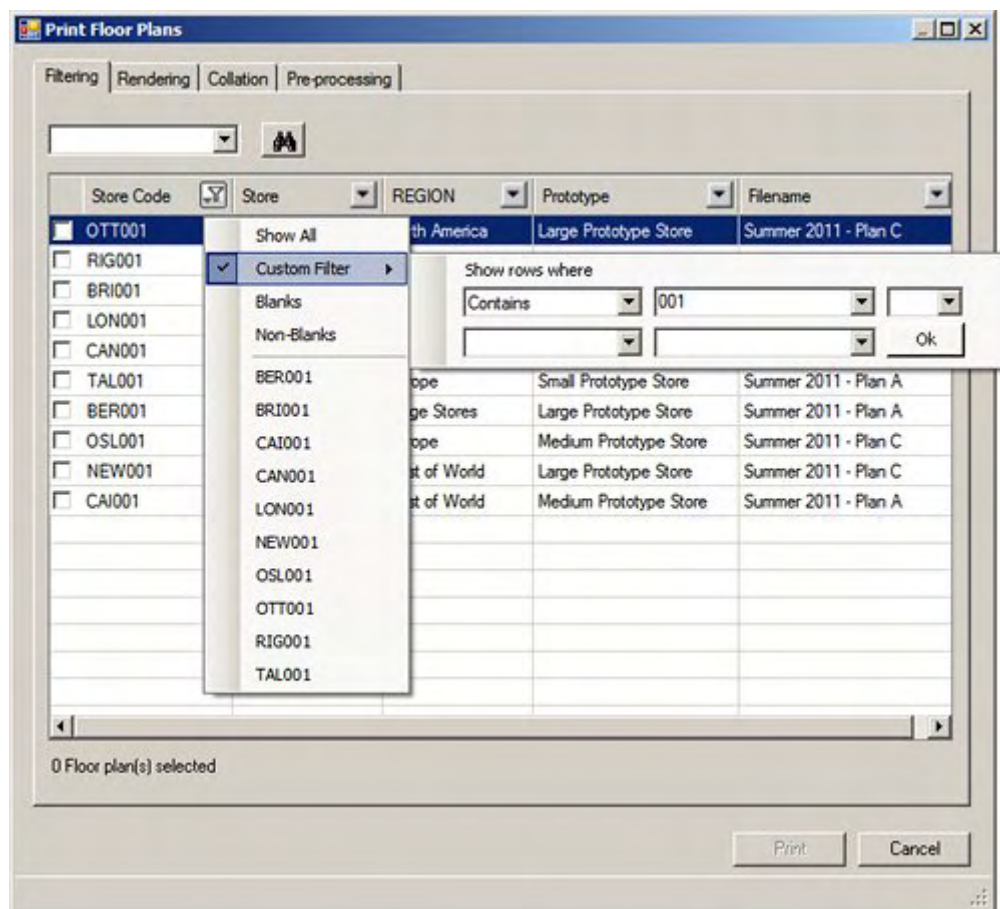 Print Floor Plans
Filtering Rendering Collation Pre-processing
Store Code Store REGION Prototype Filename
OTT001 th America Large Prototype Store Summer 2011 - Plan C
RIG001
BRI001
LON001
CAN001
TAL001 ope Small Prototype Store Summer 2011 - Plan A
BER001 ge Stores Large Prototype Store Summer 2011 - Plan A
OSL001 ope Medium Prototype Store Summer 2011 - Plan C
NEW001 st of World Large Prototype Store Summer 2011 - Plan C
CAI001 st of World Medium Prototype Store Summer 2011 - Plan A
Show All
Custom Filter
Blanks
Non-Blanks
BER001
BRI001
CAI001
CAN001
LON001
NEW001
OSL001
OTT001
RIG001
TAL001
Show rows where
Contains 001
Ok
0 Floor plan(s) selected
Print Cancel